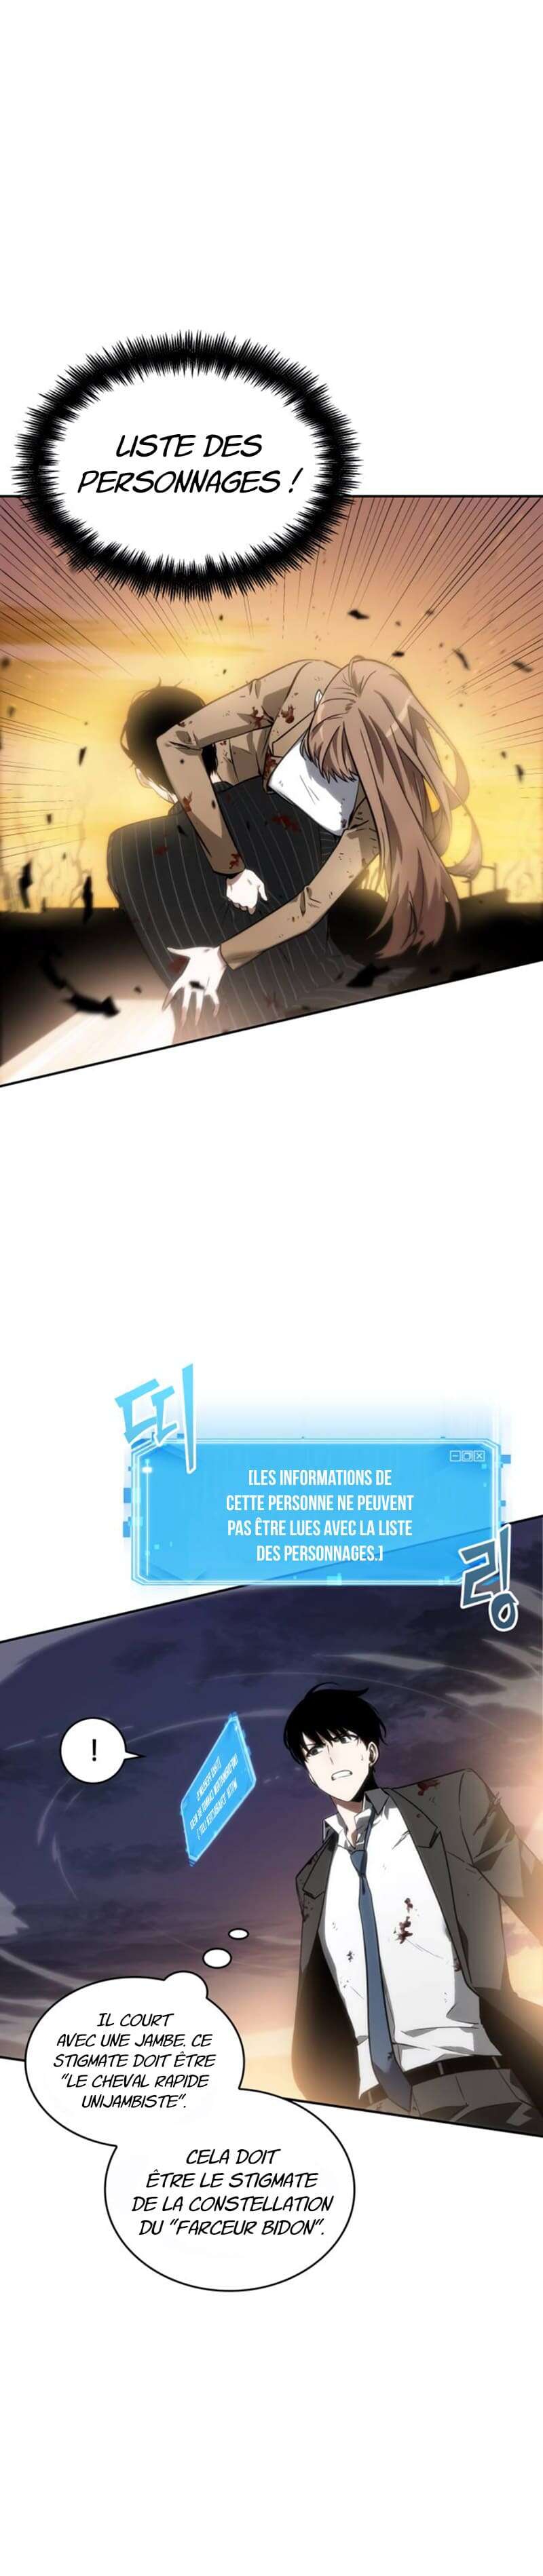 LISTE DES
PERSONNAGES !
띠
[LES INFORMATIONS DE
CETTE PERSONNE NE PEUVENT
PAS ÊTRE LUES AVEC LA LISTE
DES PERSONNAGES.]
링
!
IL COURT
AVEC UNE JAMBE. CE
STIGMATE DOIT ÊTRE
"LE CHEVAL RAPIDE
UNIJAMBISTE".
CELA DOIT
ÊTRE LE STIGMATE
DE LA CONSTELLATION
DU "FARCEUR BIDON".